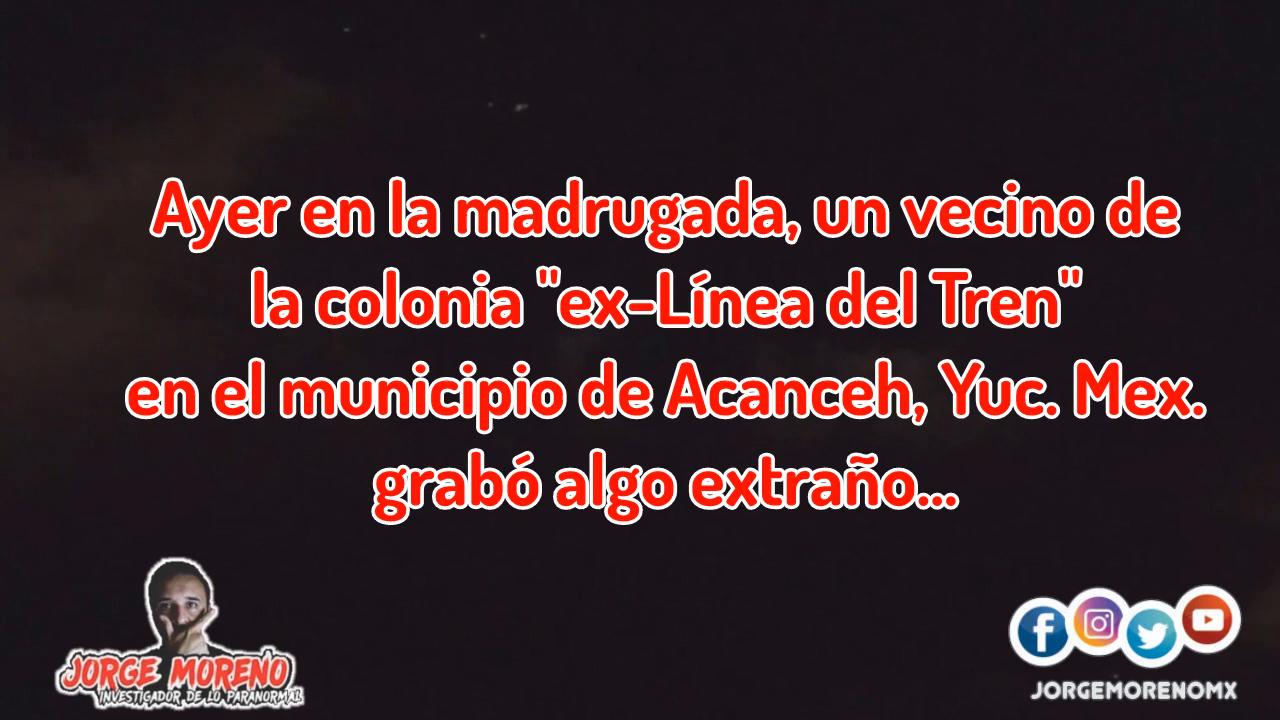 Ayer en la madrugada, un vecino de
la colonia "ex-Línea del Tren"
en el municipio de Acanceh, Yuc. Mex.
grabó algo extraño...
JORGE MORENO
INVESTIGADOR DE LO PARANORMAL
JORGEMORENOMX